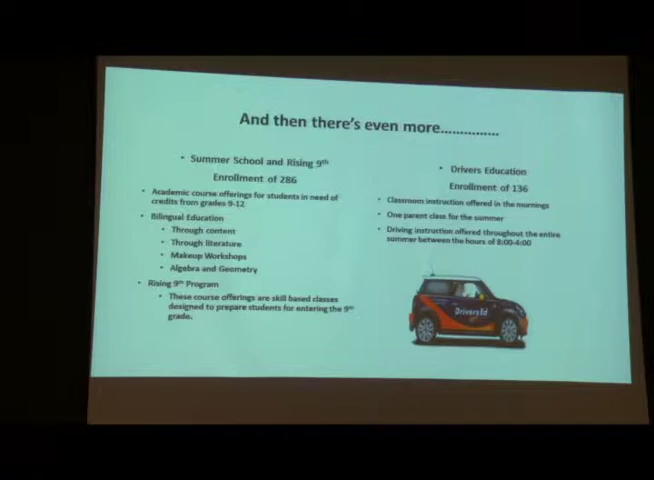 And then there's even more……………
• Summer School and Rising 9th
Enrollment of 286
• Academic course offerings for students in need of
credits from grades 9-12
• Bilingual Education
• Through content
• Through literature
• Makeup Workshops
• Algebra and Geometry
• Rising 9th Program
• These course offerings are skill based classes
designed to prepare students for entering the 9th
grade.
• Drivers Education
Enrollment of 136
• Classroom instruction offered in the mornings
• One parent class for the summer
• Driving instruction offered throughout the entire
summer between the hours of 8:00-4:00
Drivers Ed